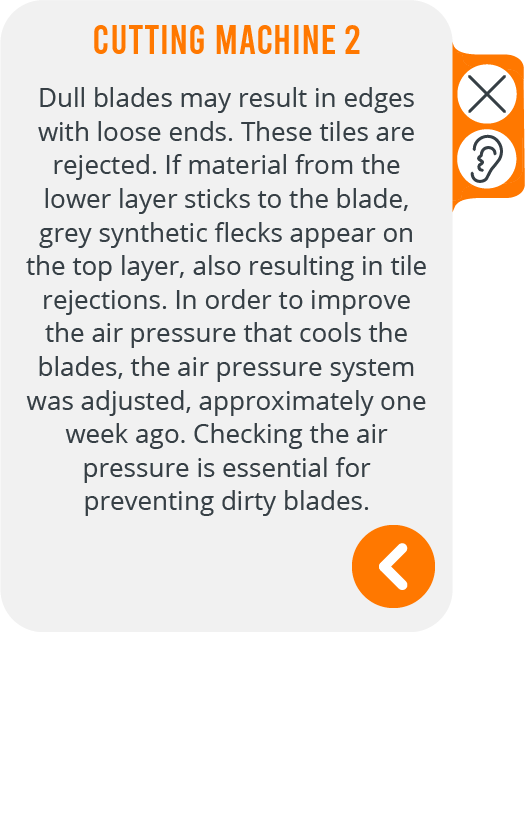 CUTTING MACHINE 2
Dull blades may result in edges
with loose ends. These tiles are
rejected. If material from the
lower layer sticks to the blade,
grey synthetic flecks appear on
the top layer, also resulting in tile
rejections. In order to improve
the air pressure that cools the
blades, the air pressure system
was adjusted, approximately one
week ago. Checking the air
pressure is essential for
preventing dirty blades.